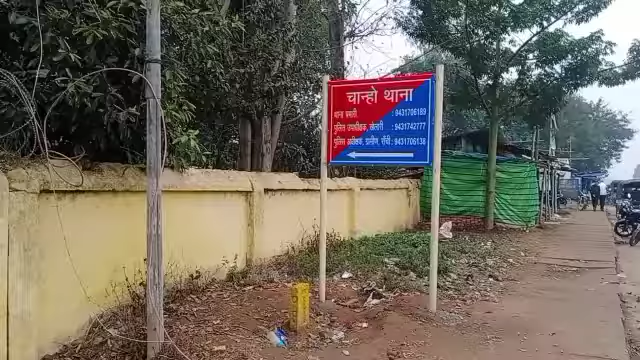 चान्हो थाना
थाना प्रभारी : 9431706189
पुलिस उपाधीक्षक, खेलारी : 9431742777
पुलिस अधीक्षक, ग्रामीण, राँची : 9431706138